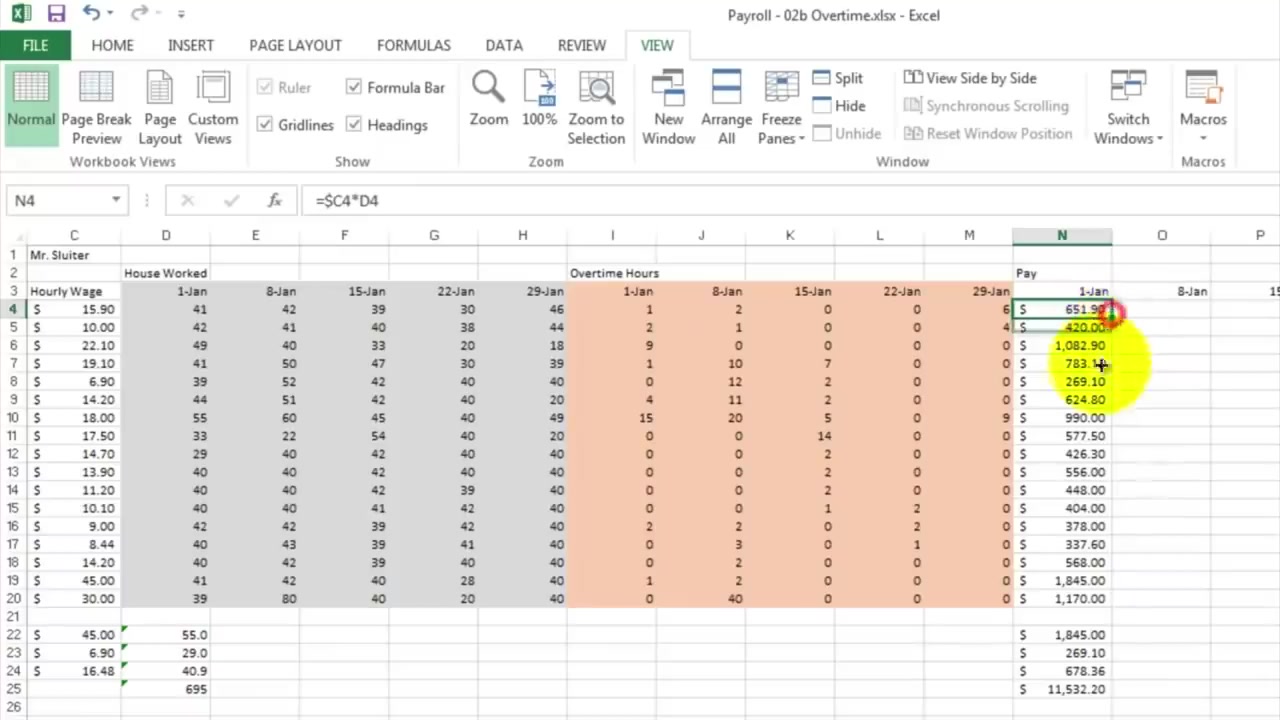 Payroll - 02b Overtime.xlsx - Excel
FILE HOME INSERT PAGE LAYOUT FORMULAS DATA REVIEW VIEW
Normal
Page Break Preview
Page Layout
Custom Views
Ruler
Formula Bar
Gridlines
Headings
Zoom
100%
Zoom to Selection
New Window
Arrange All
Freeze Panes
Split
Hide
Unhide
View Side by Side
Synchronous Scrolling
Reset Window Position
Switch Windows
Macros
Workbook Views Show Zoom Window Macros
N4 fx =$C4*D4
C D E F G H I J K L M N O P
1 Mr. Sluiter
2 House Worked Overtime Hours Pay
3 Hourly Wage 1-Jan 8-Jan 15-Jan 22-Jan 29-Jan 1-Jan 8-Jan 15-Jan 22-Jan 29-Jan 1-Jan 8-Jan 15
4 $ 15.90 41 42 39 30 46 1 2 0 0 6 $
5 $ 10.00 42 41 40 38 44 2 1 0 0 4 $ 420.00
6 $ 22.10 49 40 33 20 18 9 0 0 0 0 $ 1,082.90
7 $ 19.10 41 50 47 30 39 1 10 7 0 0 $
8 $ 6.90 39 52 42 40 40 0 12 2 0 0 $ 269.10
9 $ 14.20 44 51 42 40 20 4 11 2 0 0 $ 624.80
10 $ 18.00 55 60 45 40 49 15 20 5 0 9 $ 990.00
11 $ 17.50 33 22 54 40 20 0 0 14 0 0 $ 577.50
12 $ 14.70 29 40 42 40 40 0 0 2 0 0 $ 426.30
13 $ 13.90 40 40 42 40 40 0 0 2 0 0 $ 556.00
14 $ 11.20 40 40 42 39 40 0 0 2 0 0 $ 448.00
15 $ 10.10 40 40 41 42 40 0 0 1 2 0 $ 404.00
16 $ 9.00 42 42 39 42 40 2 2 0 2 0 $ 378.00
17 $ 8.44 40 43 39 41 40 0 3 0 1 0 $ 337.60
18 $ 14.20 40 42 39 40 40 0 2 0 0 0 $ 568.00
19 $ 45.00 41 42 40 28 40 1 2 0 0 0 $ 1,845.00
20 $ 30.00 39 80 40 20 40 0 40 0 0 0 $ 1,170.00
21
22 $ 45.00 55.0 $ 1,845.00
23 $ 6.90 29.0 $ 269.10
24 $ 16.48 40.9 $ 678.36
25 695 $ 11,532.20
26